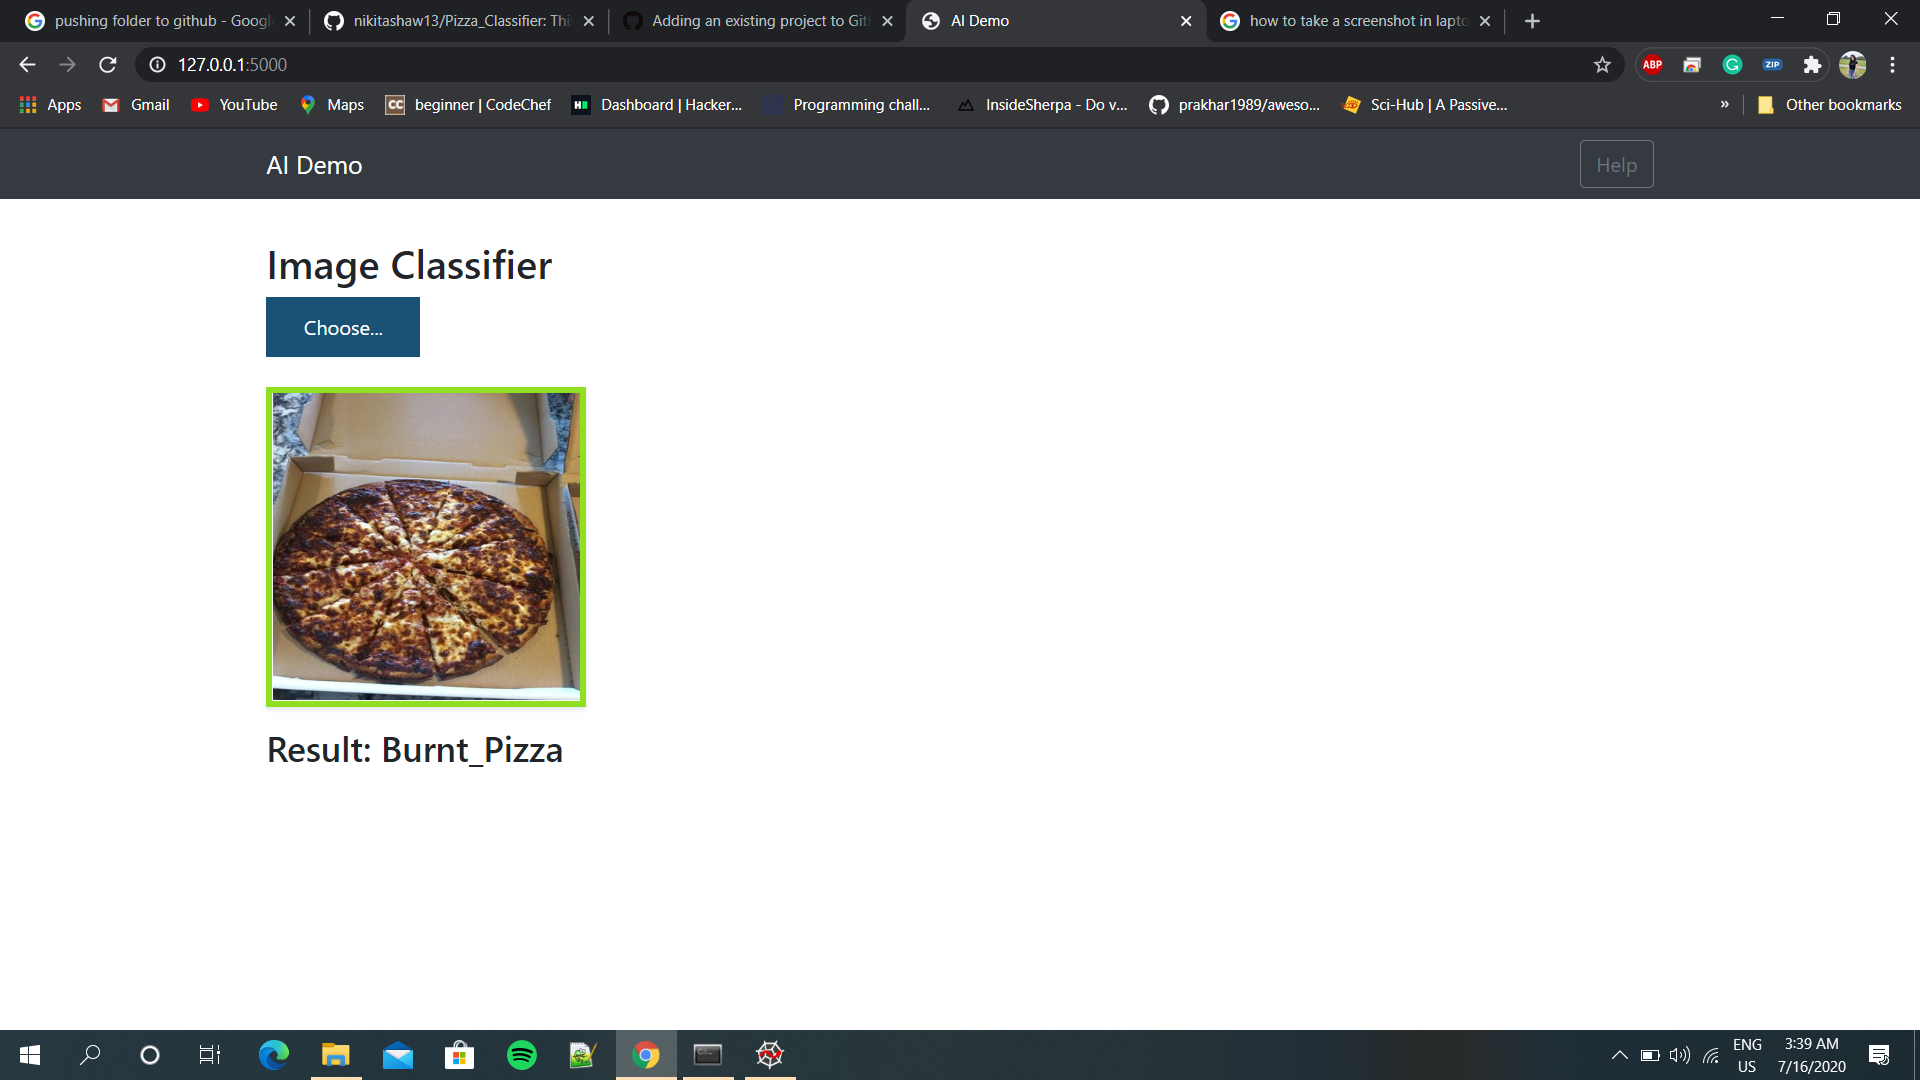 pushing folder to github - Googl
nikitashaw13/Pizza_Classifier: Thi
Adding an existing project to Git
AI Demo
how to take a screenshot in lapto
127.0.0.1:5000
ABP
ZIP
Apps
Gmail
YouTube
Maps
CC
beginner | CodeChef
H
Dashboard | Hacker...
Programming chall...
InsideSherpa - Do v...
prakhar1989/aweso...
Sci-Hub | A Passive...
»
Other bookmarks
AI Demo
Help
Image Classifier
Choose...
Result: Burnt_Pizza
ENG
US
3:39 AM
7/16/2020